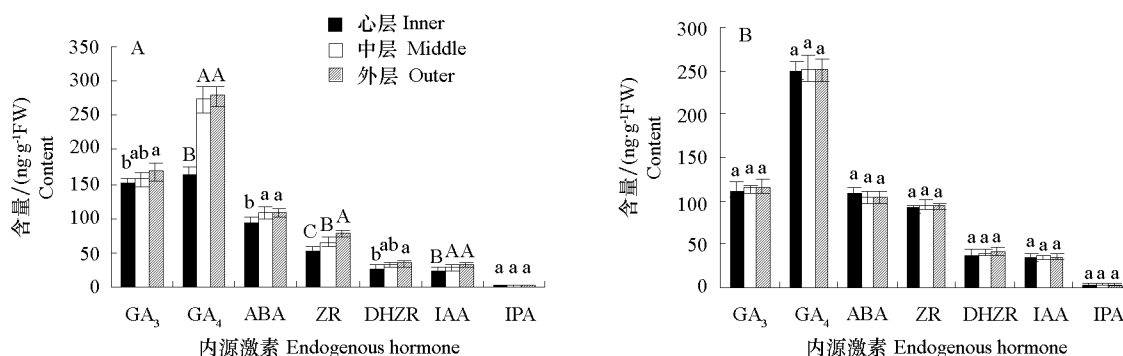 心层 Inner
中层 Middle
外层 Outer
A
350
300
250
200
150
100
50
0
含量/(ng·g⁻¹FW)
Content
b ab a
B A A
b a a
C B A
b ab a
B A A
a a a
GA₃ GA₄ ABA ZR DHZR IAA IPA
内源激素 Endogenous hormone
B
300
250
200
150
100
50
0
含量/(ng·g⁻¹FW)
Content
a a a
a a a
a a a
a a a
a a a
a a a
a a a
GA₃ GA₄ ABA ZR DHZR IAA IPA
内源激素 Endogenous hormone